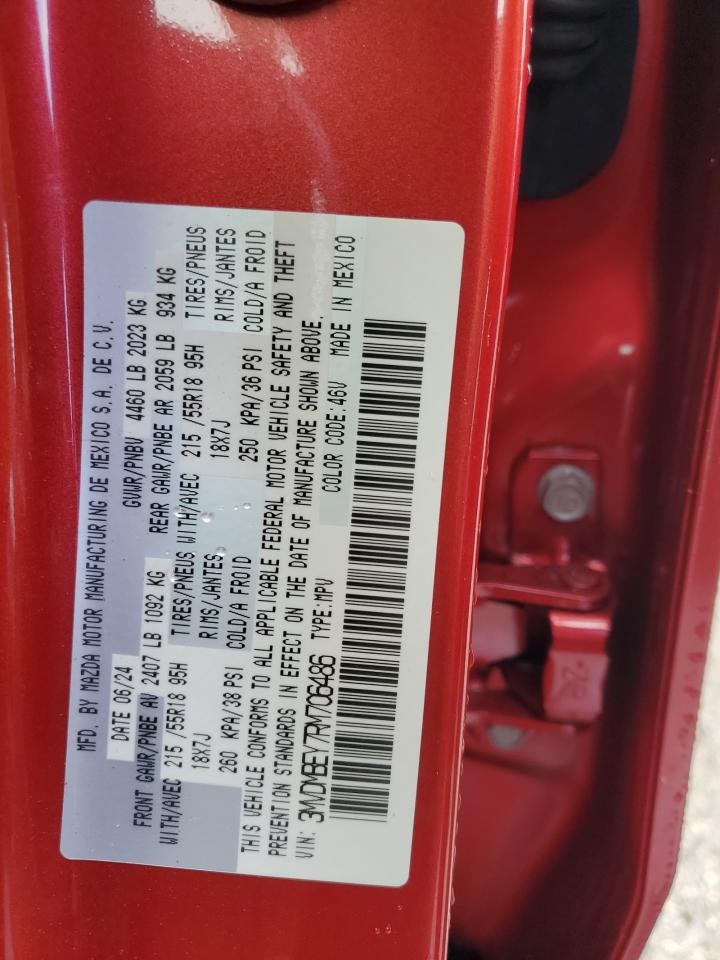 MFD. BY MAZDA MOTOR MANUFACTURING DE MEXICO S.A. DE C.V.
DATE 06/24 GVWR/PNBV 4460 LB 2023 KG
FRONT GAWR/PNBE AV 2407 LB 1092 KG REAR GAWR/PNBE AR 2059 LB 934 KG
WITH/AVEC 215 /55R18 95H TIRES/PNEUS WITH/AVEC 215 /55R18 95H TIRES/PNEUS
18X7J RIMS/JANTES 18X7J RIMS/JANTES
260 KPA/38 PSI COLD/A FROID 250 KPA/36 PSI COLD/A FROID
THIS VEHICLE CONFORMS TO ALL APPLICABLE FEDERAL MOTOR VEHICLE SAFETY AND THEFT
PREVENTION STANDARDS IN EFFECT ON THE DATE OF MANUFACTURE SHOWN ABOVE.
VIN: 3MVDMBEY7RM706486 TYPE:MPV COLOR CODE:46V MADE IN MEXICO